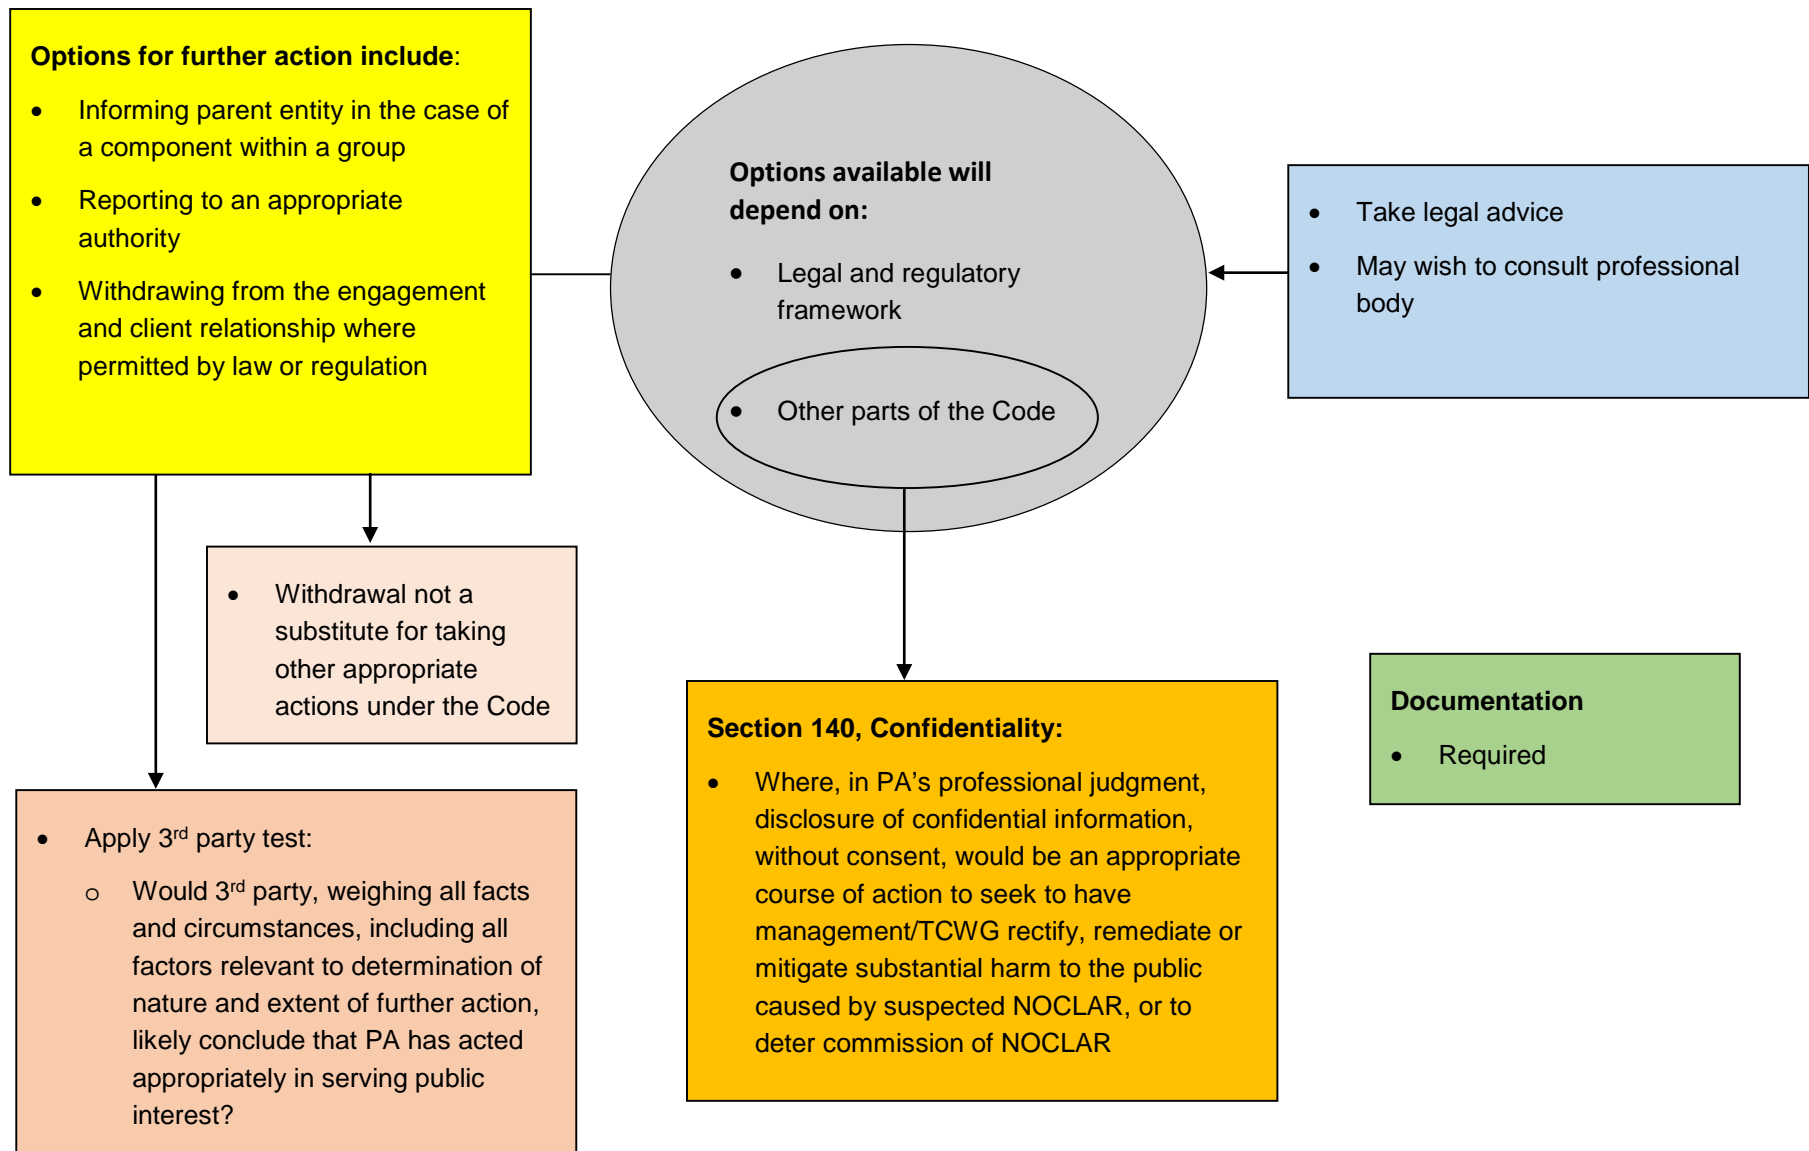 Options for further action include:
• Informing parent entity in the case of
a component within a group
• Reporting to an appropriate
authority
• Withdrawing from the engagement
and client relationship where
permitted by law or regulation
Options available will
depend on:
• Legal and regulatory
framework
• Other parts of the Code
• Take legal advice
• May wish to consult professional
body
• Withdrawal not a
substitute for taking
other appropriate
actions under the Code
• Apply 3rd party test:
o Would 3rd party, weighing all facts
and circumstances, including all
factors relevant to determination of
nature and extent of further action,
likely conclude that PA has acted
appropriately in serving public
interest?
Section 140, Confidentiality:
• Where, in PA’s professional judgment,
disclosure of confidential information,
without consent, would be an appropriate
course of action to seek to have
management/TCWG rectify, remediate or
mitigate substantial harm to the public
caused by suspected NOCLAR, or to
deter commission of NOCLAR
Documentation
• Required